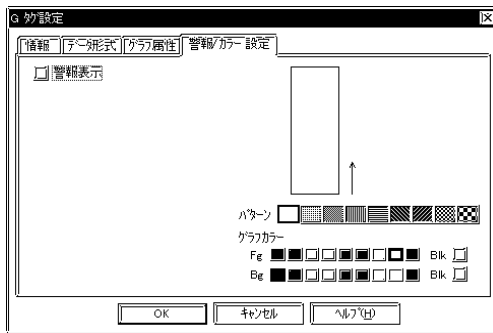 G ﾀｸﾞ設定
情報 ﾃﾞｰﾀ形式 ｸﾞﾗﾌ属性 警報/ｶﾗｰ 設定
警報表示
ﾊﾟﾀｰﾝ
ｸﾞﾗﾌｶﾗｰ
Fg Blk
Bg Blk
OK ｷｬﾝｾﾙ ﾍﾙﾌﾟ(H)